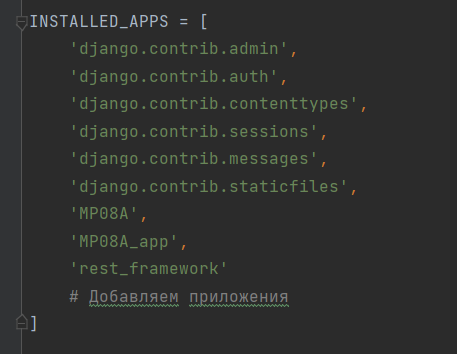 INSTALLED_APPS = [
    'django.contrib.admin',
    'django.contrib.auth',
    'django.contrib.contenttypes',
    'django.contrib.sessions',
    'django.contrib.messages',
    'django.contrib.staticfiles',
    'MP08A',
    'MP08A_app',
    'rest_framework'
    # Добавляем приложения
]